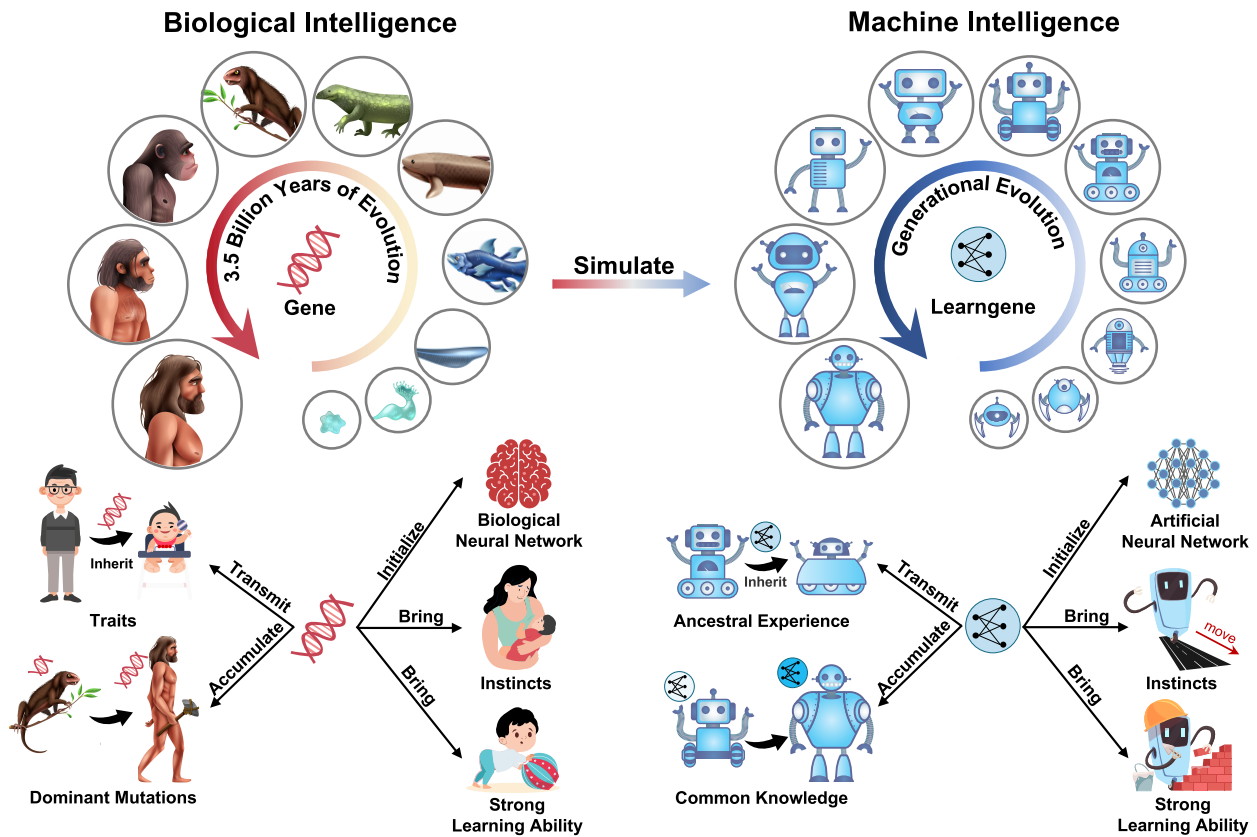 Biological Intelligence
Machine Intelligence
3.5 Billion Years of Evolution
Gene
Simulate
Generational Evolution
Learngene
Inherit
Traits
Transmit
Accumulate
Dominant Mutations
Initialize
Bring
Bring
Biological
Neural Network
Instincts
Strong
Learning Ability
Inherit
Ancestral Experience
Transmit
Accumulate
Common Knowledge
Initialize
Bring
Bring
Artificial
Neural Network
move
Instincts
Strong
Learning Ability